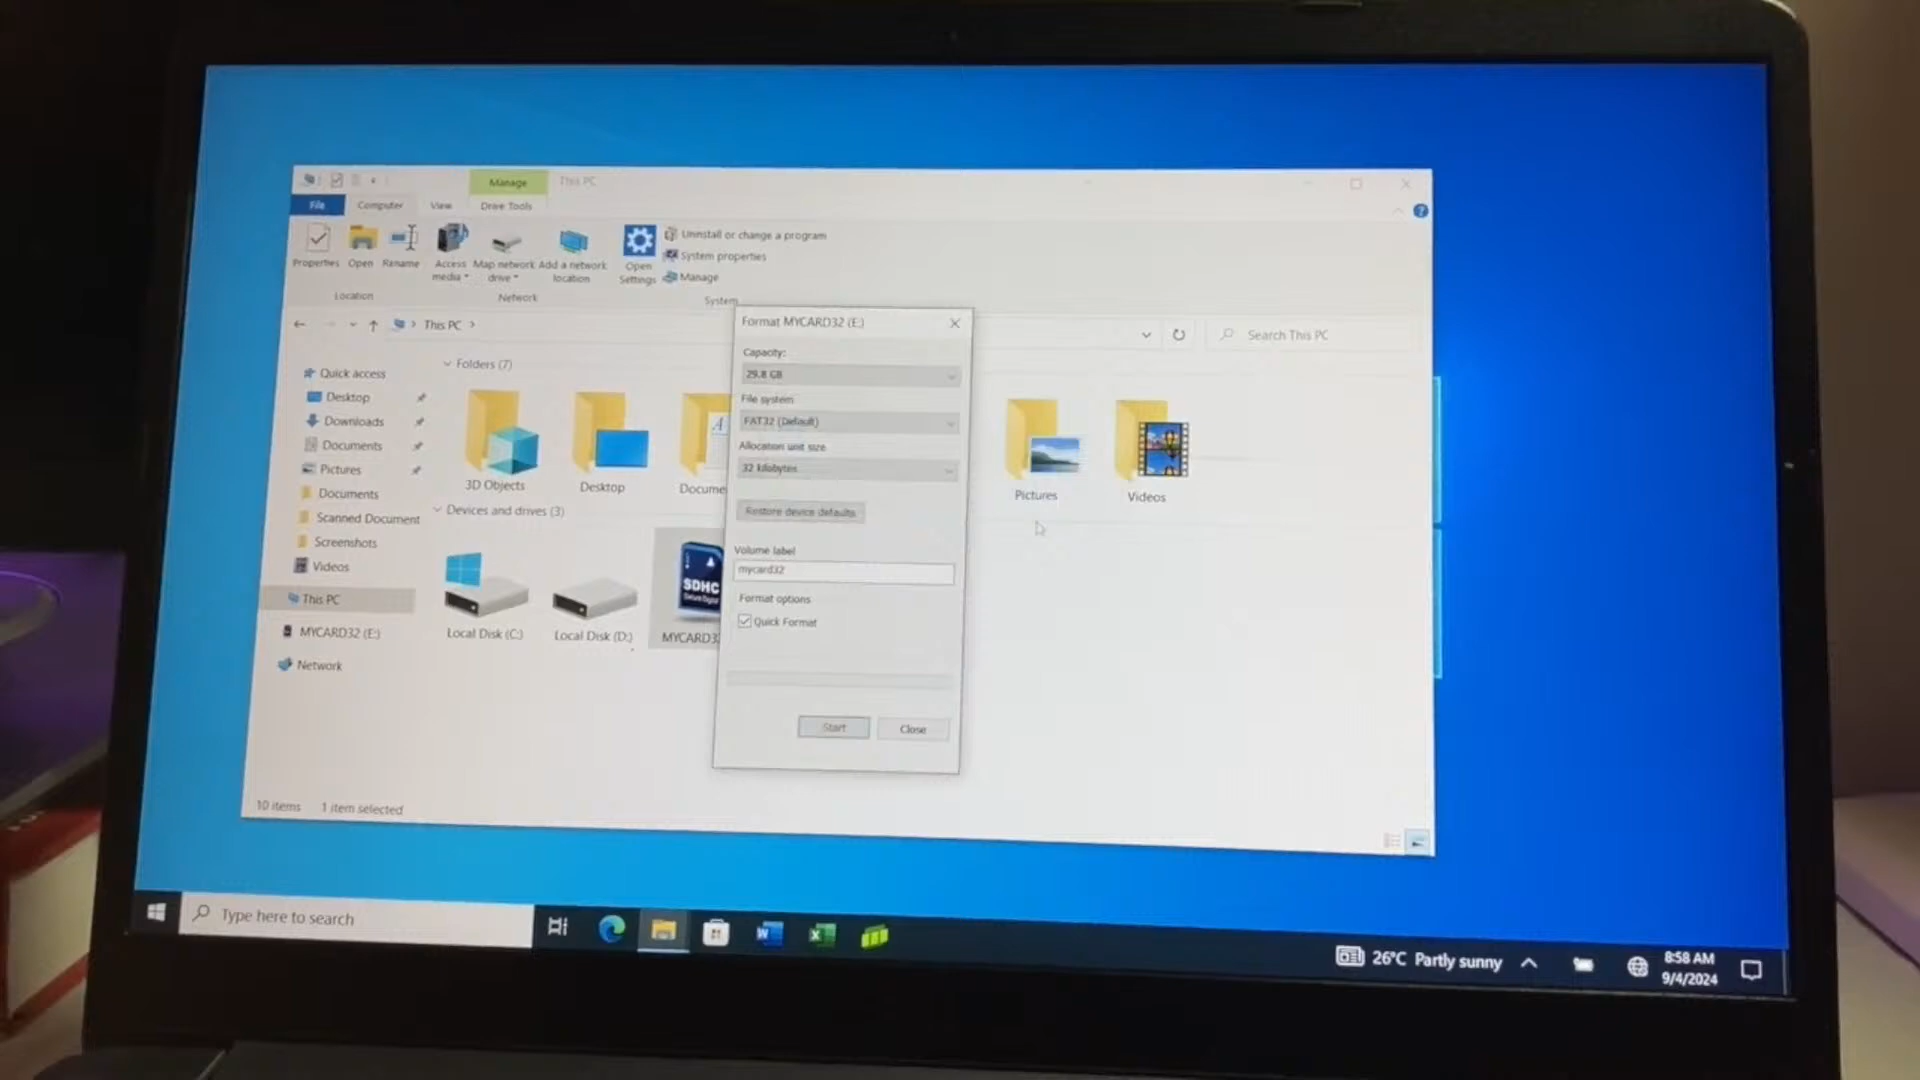 Manage
This PC
File
Computer
View
Drive Tools
Properties
Open
Rename
Access media
Map network drive
Add a network location
Open Settings
Uninstall or change a program
System properties
Manage
Location
Network
System
This PC
Search This PC
Quick access
Desktop
Downloads
Documents
Pictures
Documents
Scanned Document
Screenshots
Videos
This PC
MYCARD32 (E:)
Network
Folders (7)
3D Objects
Desktop
Docume
Pictures
Videos
Devices and drives (3)
Local Disk (C:)
Local Disk (D:)
SDHC
MYCARD3
Format MYCARD32 (E:)
Capacity:
29.8 GB
File system
FAT32 (Default)
Allocation unit size
32 kilobytes
Restore device defaults
Volume label
mycard32
Format options
Quick Format
Start
Close
10 items
1 item selected
Type here to search
26°C Partly sunny
8:58 AM
9/4/2024